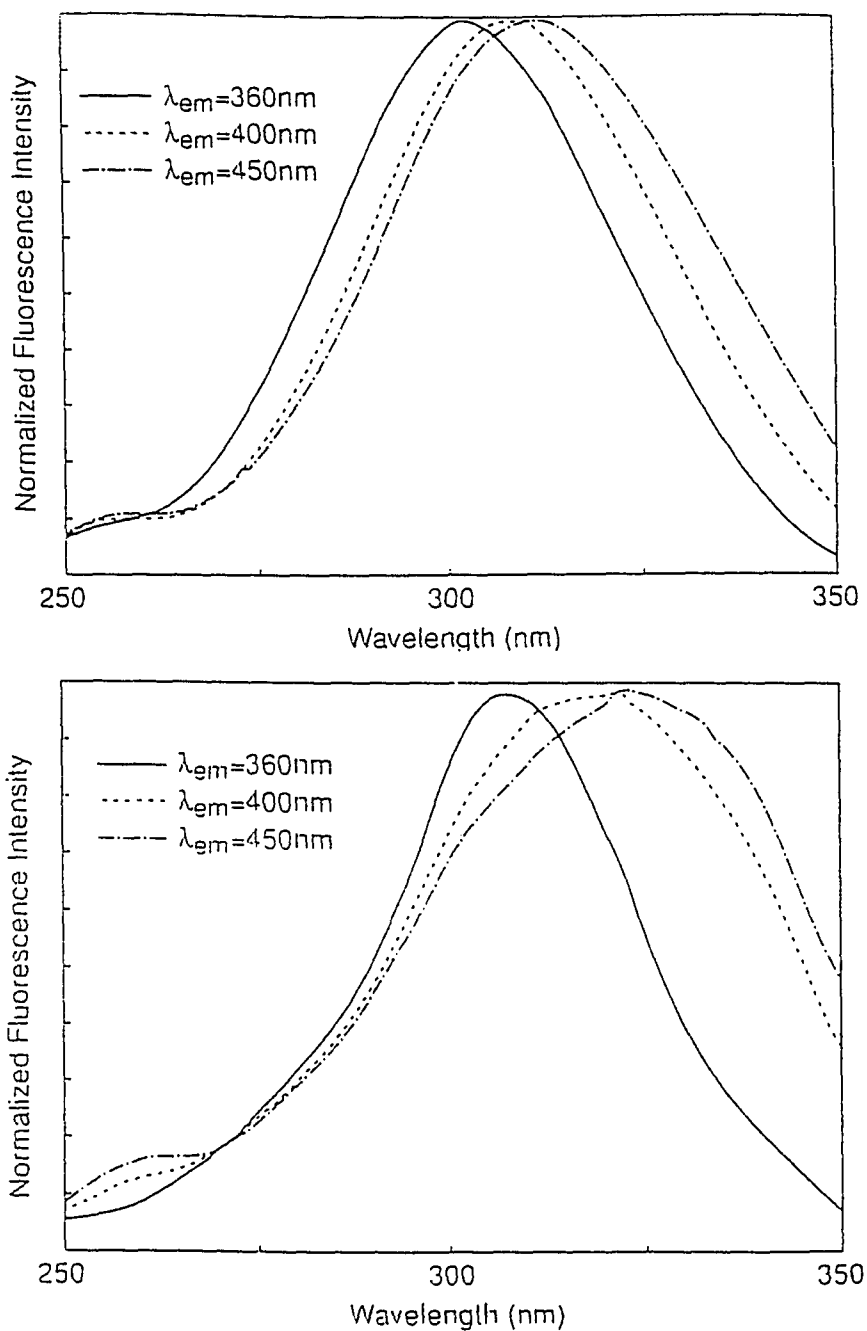 Normalized Fluorescence Intensity
λem=360nm
λem=400nm
λem=450nm
250
300
350
Wavelength (nm)
Normalized Fluorescence Intensity
λem=360nm
λem=400nm
λem=450nm
250
300
350
Wavelength (nm)